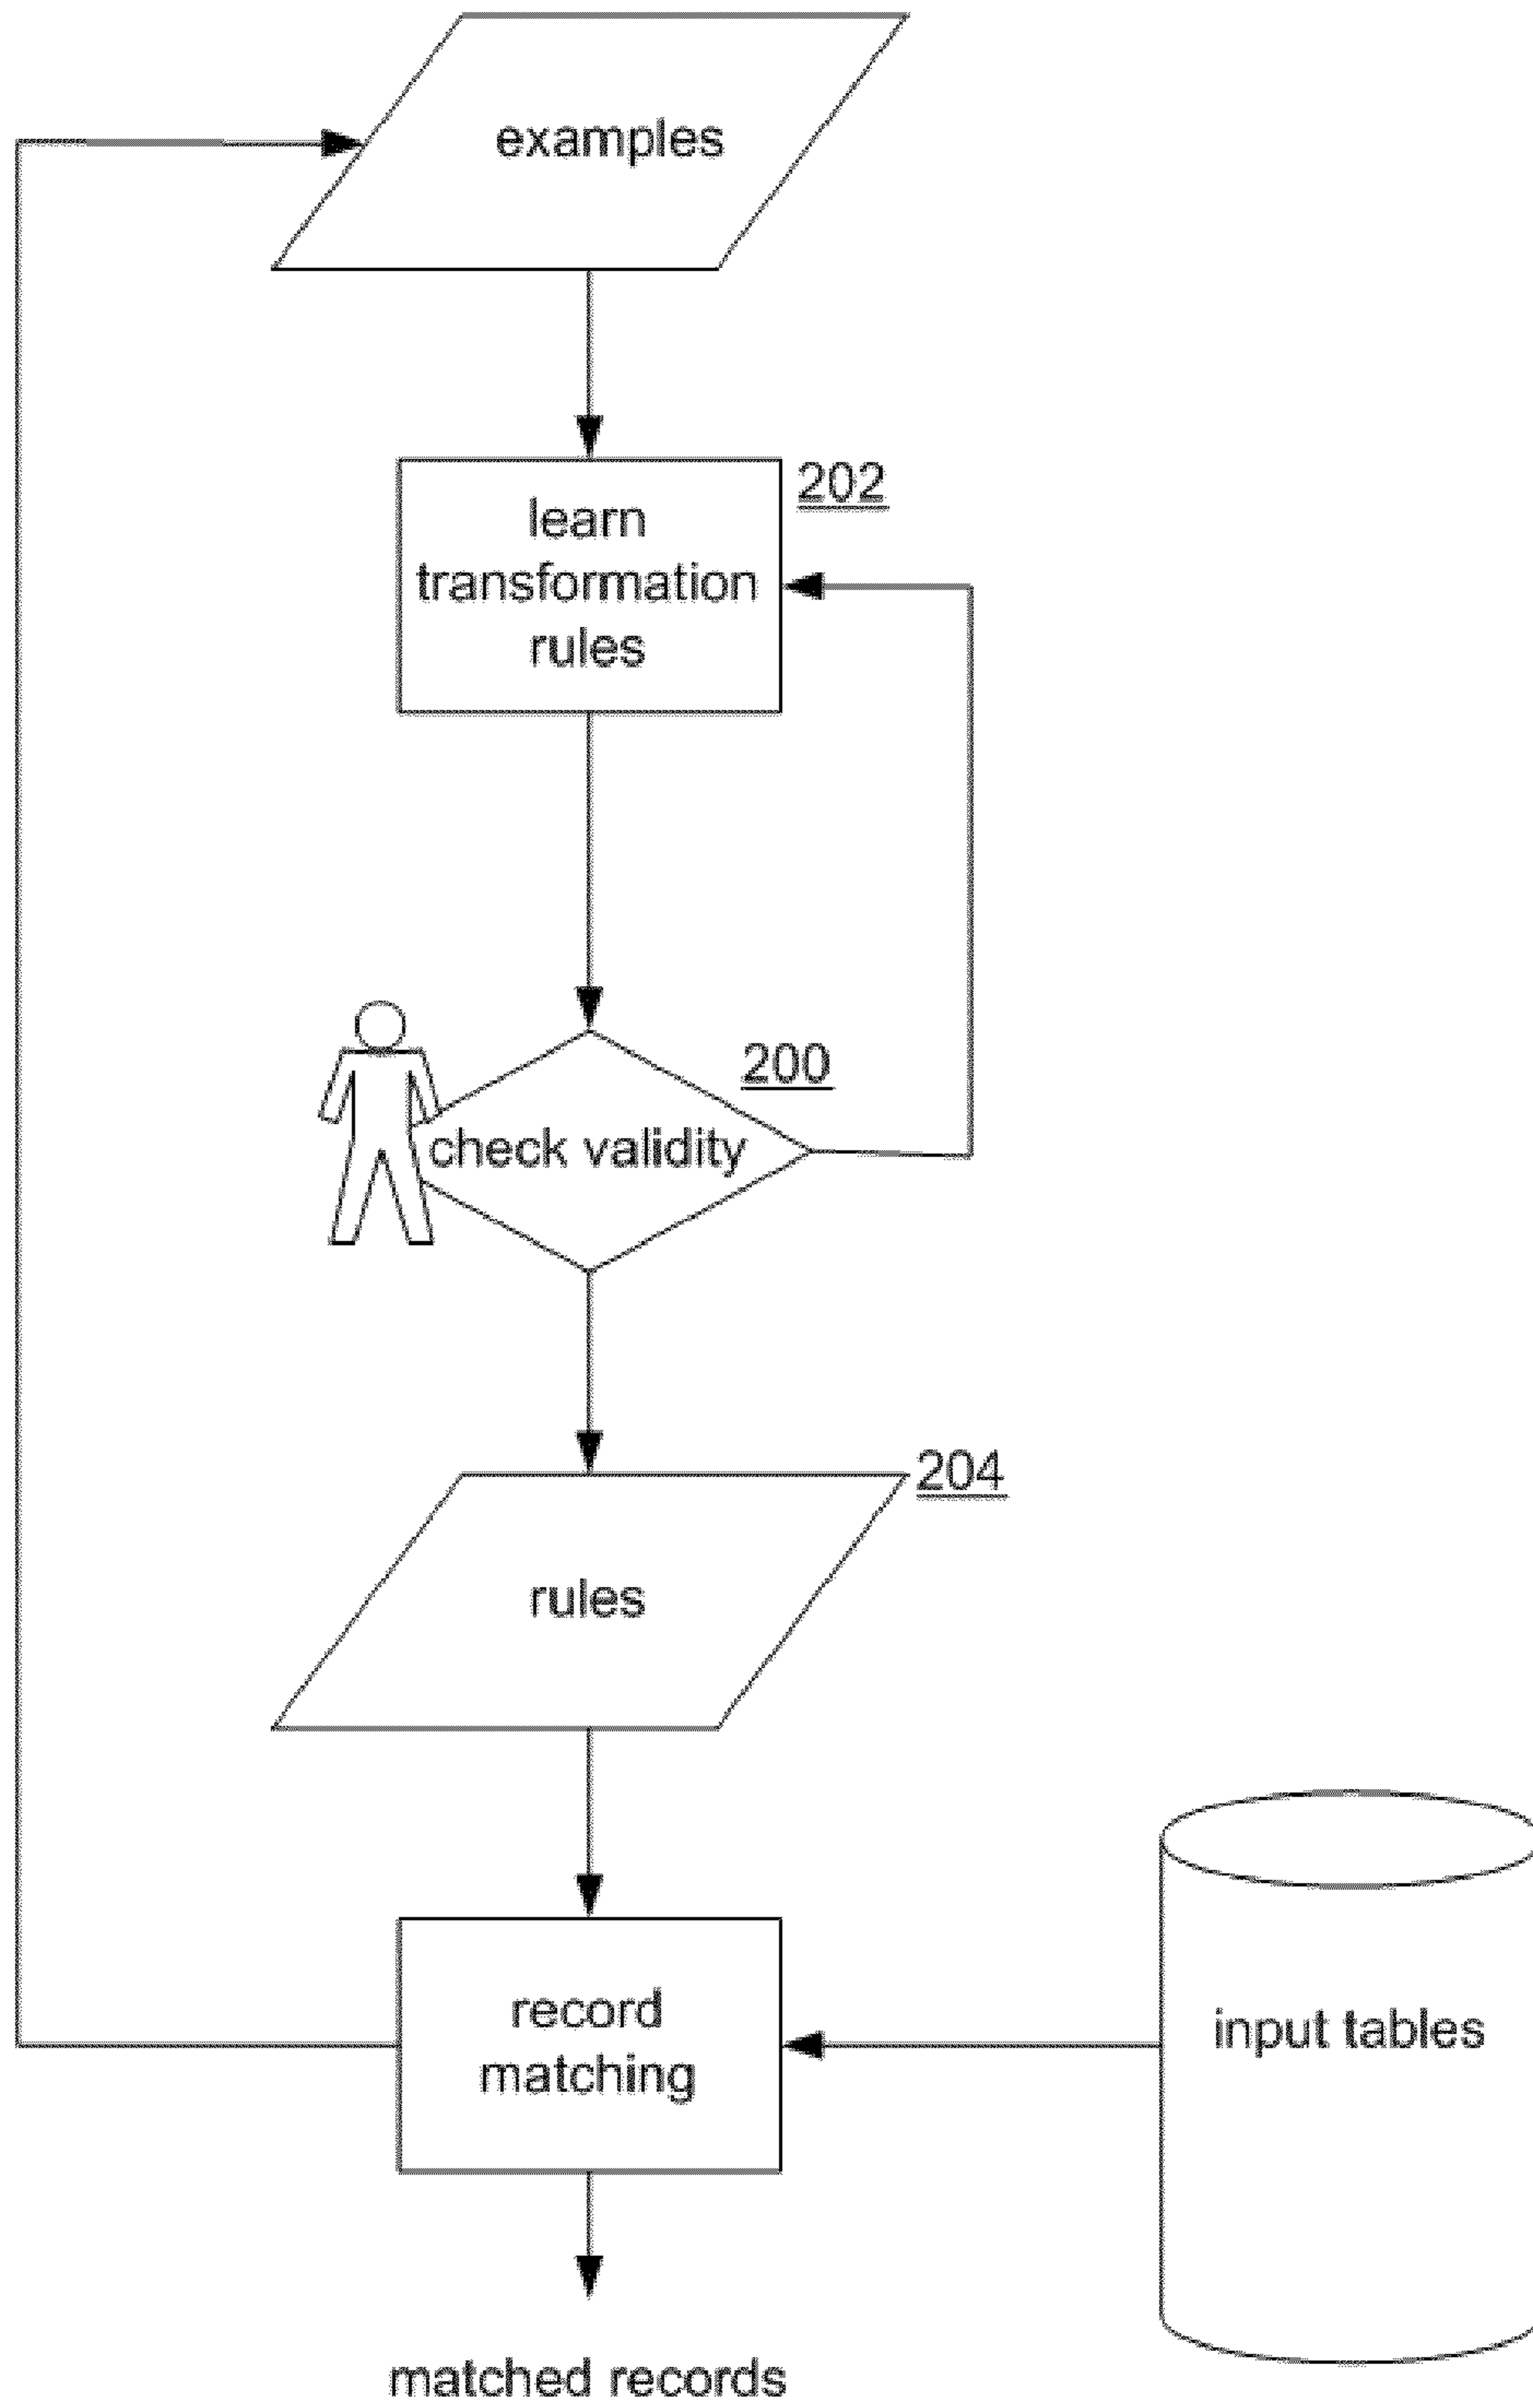 examples
202
learn
transformation
rules
200
check validity
204
rules
record
matching
input tables
matched records